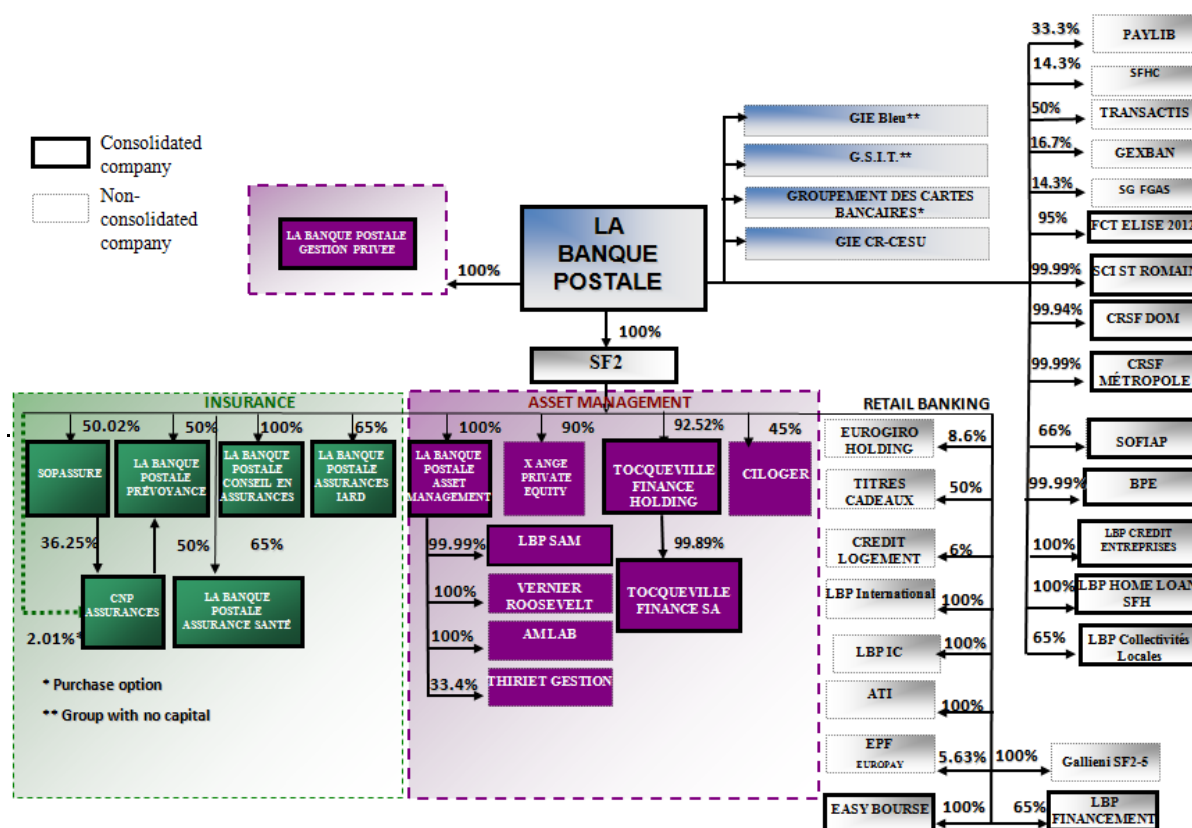 Consolidated
company
Non-
consolidated
company
LA BANQUE POSTALE
GESTION PRIVEE
100%
LA
BANQUE
POSTALE
GIE Bleu**
G.S.I.T.**
GROUPEMENT DES CARTES
BANCAIRES*
GIE CR-CESU
100%
SF2
33.3%
PAYLIB
14.3%
SFHC
50%
TRANSACTIS
16.7%
GEXBAN
14.3%
SG FGAS
95%
FCT ELISE 2012
99.99%
SCI ST ROMAIN
99.94%
CRSF DOM
99.99%
CRSF
MÉTROPOLE
66%
SOFIAP
99.99%
BPE
100%
LBP CREDIT
ENTREPRISES
100%
LBP HOME LOAN
SFH
65%
LBP Collectivités
Locales
INSURANCE
50.02%
50%
100%
65%
SOPASSURE
LA BANQUE
POSTALE
PRÉVOYANCE
LA BANQUE
POSTALE
CONSEIL EN
ASSURANCES
LA BANQUE
POSTALE
ASSURANCES
IARD
36.25%
50%
65%
CNP
ASSURANCES
LA BANQUE
POSTALE
ASSURANCE SANTÉ
2.01%*
* Purchase option
** Group with no capital
ASSET MANAGEMENT
100%
90%
92.52%
45%
LA BANQUE
POSTALE
ASSET
MANAGEMENT
X ANGE
PRIVATE
EQUITY
TOCQUEVILLE
FINANCE
HOLDING
CILOGER
99.99%
LBP SAM
99.89%
100%
VERNIER
ROOSEVELT
TOCQUEVILLE
FINANCE SA
100%
AMLAB
33.4%
THIRIET GESTION
RETAIL BANKING
EUROGIRO
HOLDING
8.6%
TITRES
CADEAUX
50%
CREDIT
LOGEMENT
6%
LBP International
100%
LBP IC
100%
ATI
100%
EPF
EUROPAY
5.63%
100%
Gallieni SF2-5
EASY BOURSE
100%
65%
LBP
FINANCEMENT